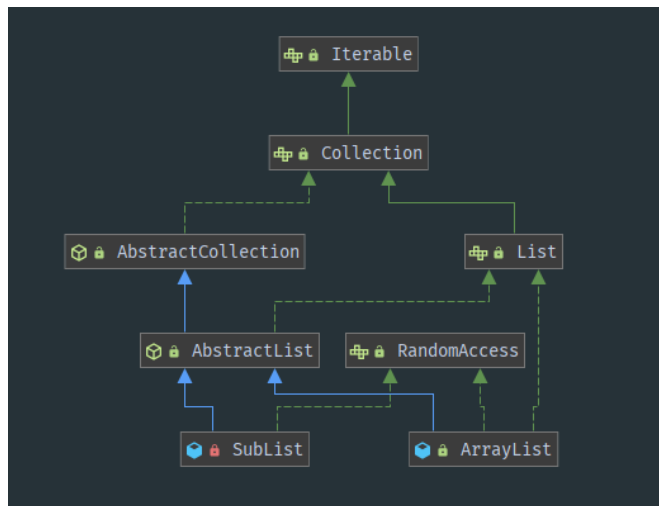 Iterable
Collection
AbstractCollection
List
AbstractList
RandomAccess
SubList
ArrayList